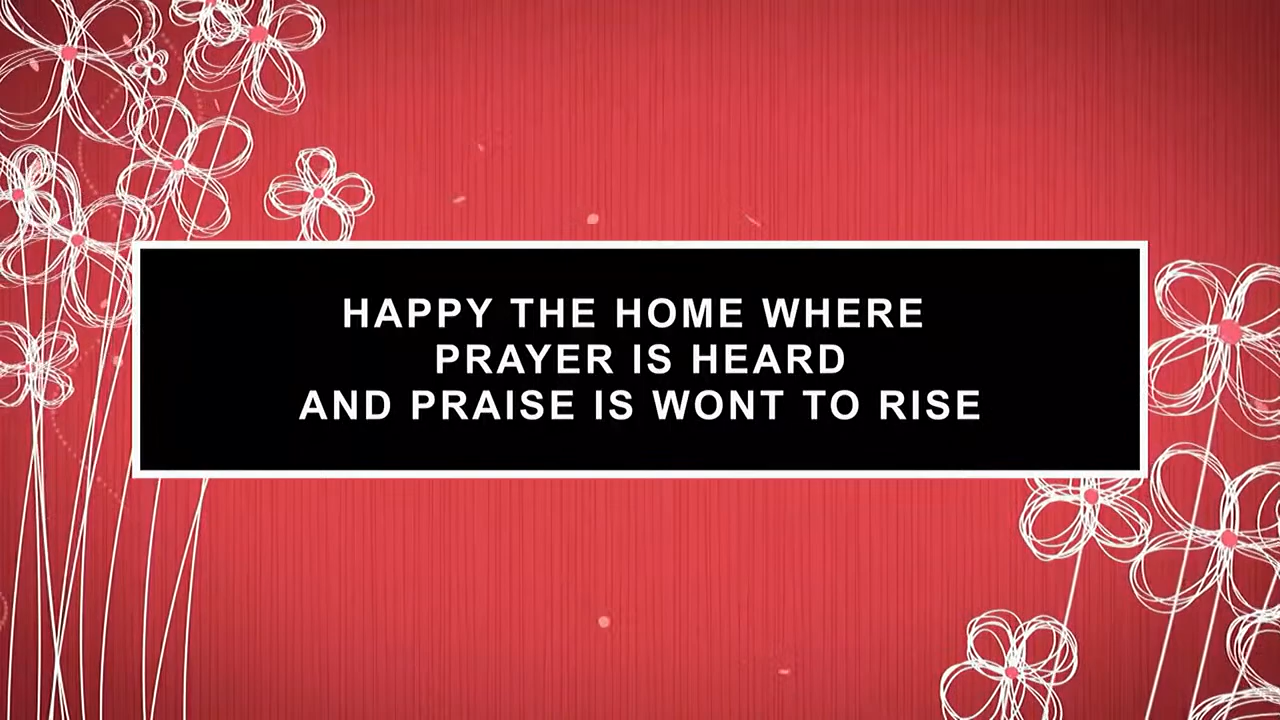 HAPPY THE HOME WHERE
PRAYER IS HEARD
AND PRAISE IS WONT TO RISE